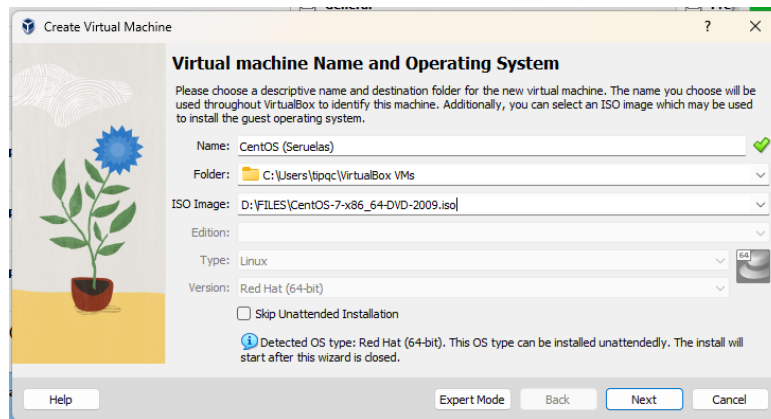 General
Create Virtual Machine
?
X
Virtual machine Name and Operating System
Please choose a descriptive name and destination folder for the new virtual machine. The name you choose will be
used throughout VirtualBox to identify this machine. Additionally, you can select an ISO image which may be used
to install the guest operating system.
Name: CentOS (Seruelas)
Folder: C:\Users\tipqc\VirtualBox VMs
ISO Image: D:\FILES\CentOS-7-x86_64-DVD-2009.iso
Edition:
Type: Linux
64
Version: Red Hat (64-bit)
Skip Unattended Installation
Detected OS type: Red Hat (64-bit). This OS type can be installed unattendedly. The install will
start after this wizard is closed.
Help Expert Mode Back Next Cancel